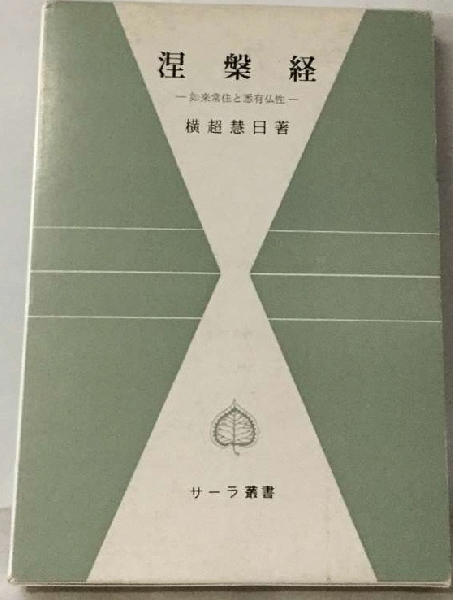 涅槃経
―如来常住と悉有仏性―
横超慧日著
サーラ叢書